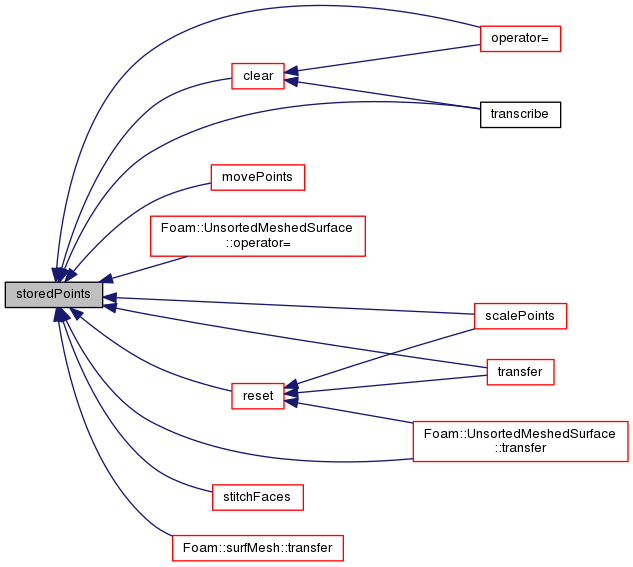 operator=
clear
transcribe
movePoints
Foam::UnsortedMeshedSurface
::operator=
storedPoints
scalePoints
transfer
reset
Foam::UnsortedMeshedSurface
::transfer
stitchFaces
Foam::surfMesh::transfer